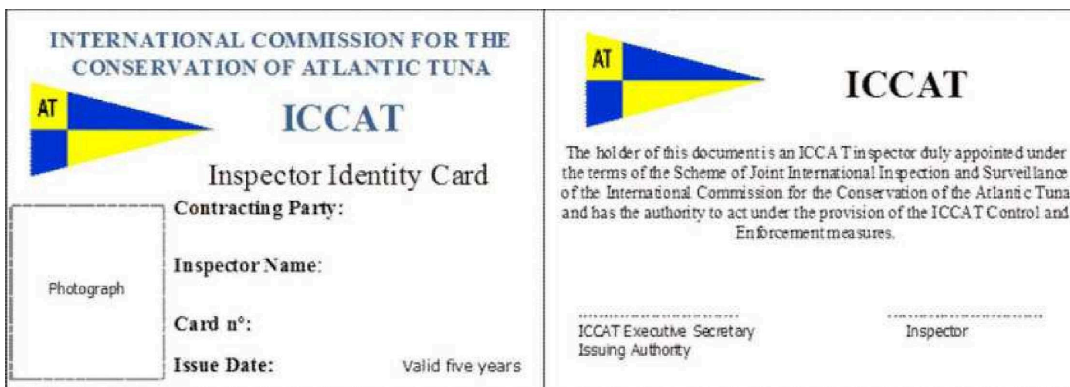 INTERNATIONAL COMMISSION FOR THE
CONSERVATION OF ATLANTIC TUNA
AT
ICCAT
Inspector Identity Card
Contracting Party:
Photograph
Inspector Name:
Card n°:
Issue Date: Valid five years
AT
ICCAT
The holder of this document is an ICCAT inspector duly appointed under
the terms of the Scheme of Joint International Inspection and Surveillance
of the International Commission for the Conservation of the Atlantic Tuna
and has the authority to act under the provision of the ICCAT Control and
Enforcement measures.
ICCAT Executive Secretary
Issuing Authority
Inspector